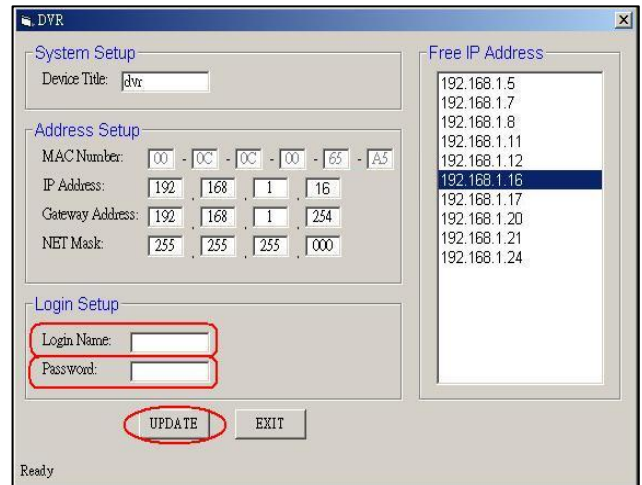 DVR
System Setup
Device Title: dvr
Address Setup
MAC Number: 00 - 0C - 0C - 00 - 65 - A5
IP Address: 192 . 168 . 1 . 16
Gateway Address: 192 . 168 . 1 . 254
NET Mask: 255 . 255 . 255 . 000
Login Setup
Login Name:
Password:
UPDATE EXIT
Ready
Free IP Address
192.168.1.5
192.168.1.7
192.168.1.8
192.168.1.11
192.168.1.12
192.168.1.16
192.168.1.17
192.168.1.20
192.168.1.21
192.168.1.24